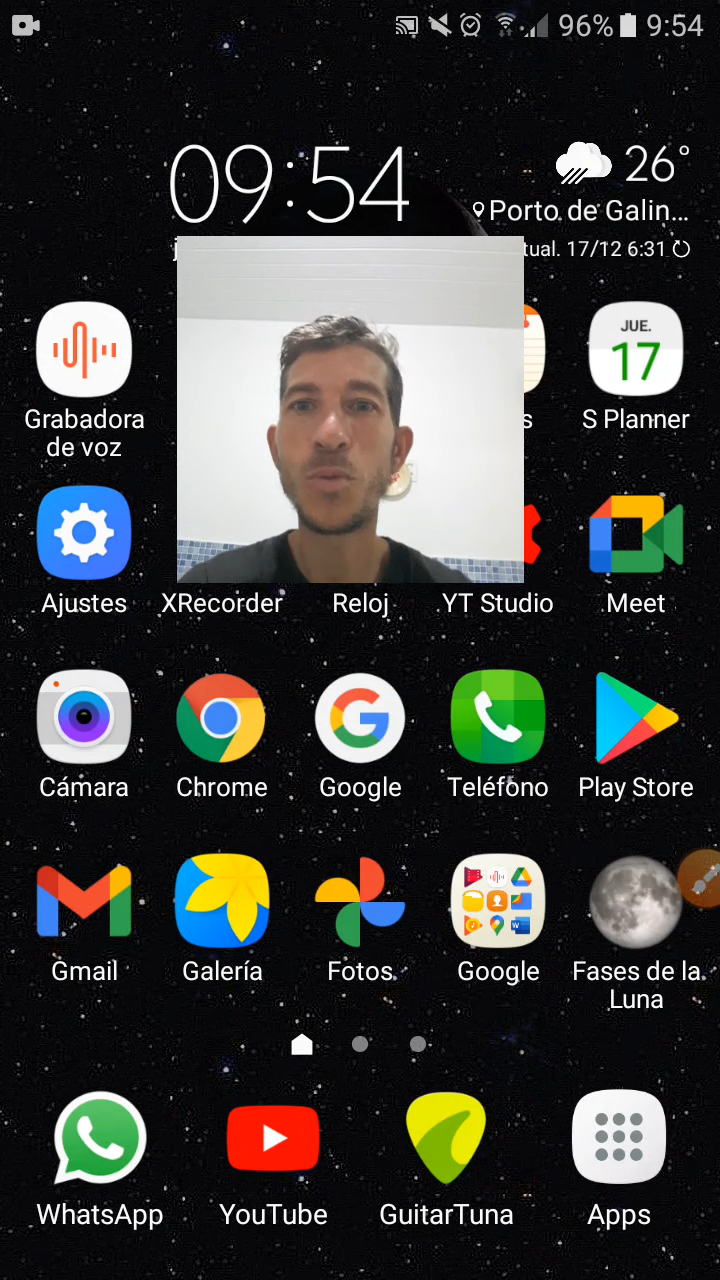 96% 9:54
09:54
26°
Porto de Galin...
tual. 17/12 6:31
JUE.
17
Grabadora
de voz
s
S Planner
Ajustes
XRecorder
Reloj
YT Studio
Meet
Cámara
Chrome
Google
Teléfono
Play Store
Gmail
Galería
Fotos
Google
Fases de la
Luna
WhatsApp
YouTube
GuitarTuna
Apps